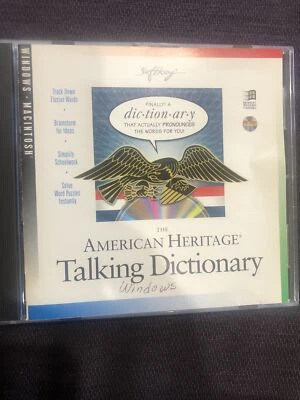 WINDOWS • MACINTOSH
SoftKey
Track Down
Elusive Words
Brainstorm
for Ideas
Simplify
Schoolwork
Solve
Word Puzzles
Instantly
FINALLY! A
dic•tion•ar•y
THAT ACTUALLY PRONOUNCES
THE WORDS FOR YOU!
THE
AMERICAN HERITAGE®
Talking Dictionary
Windows